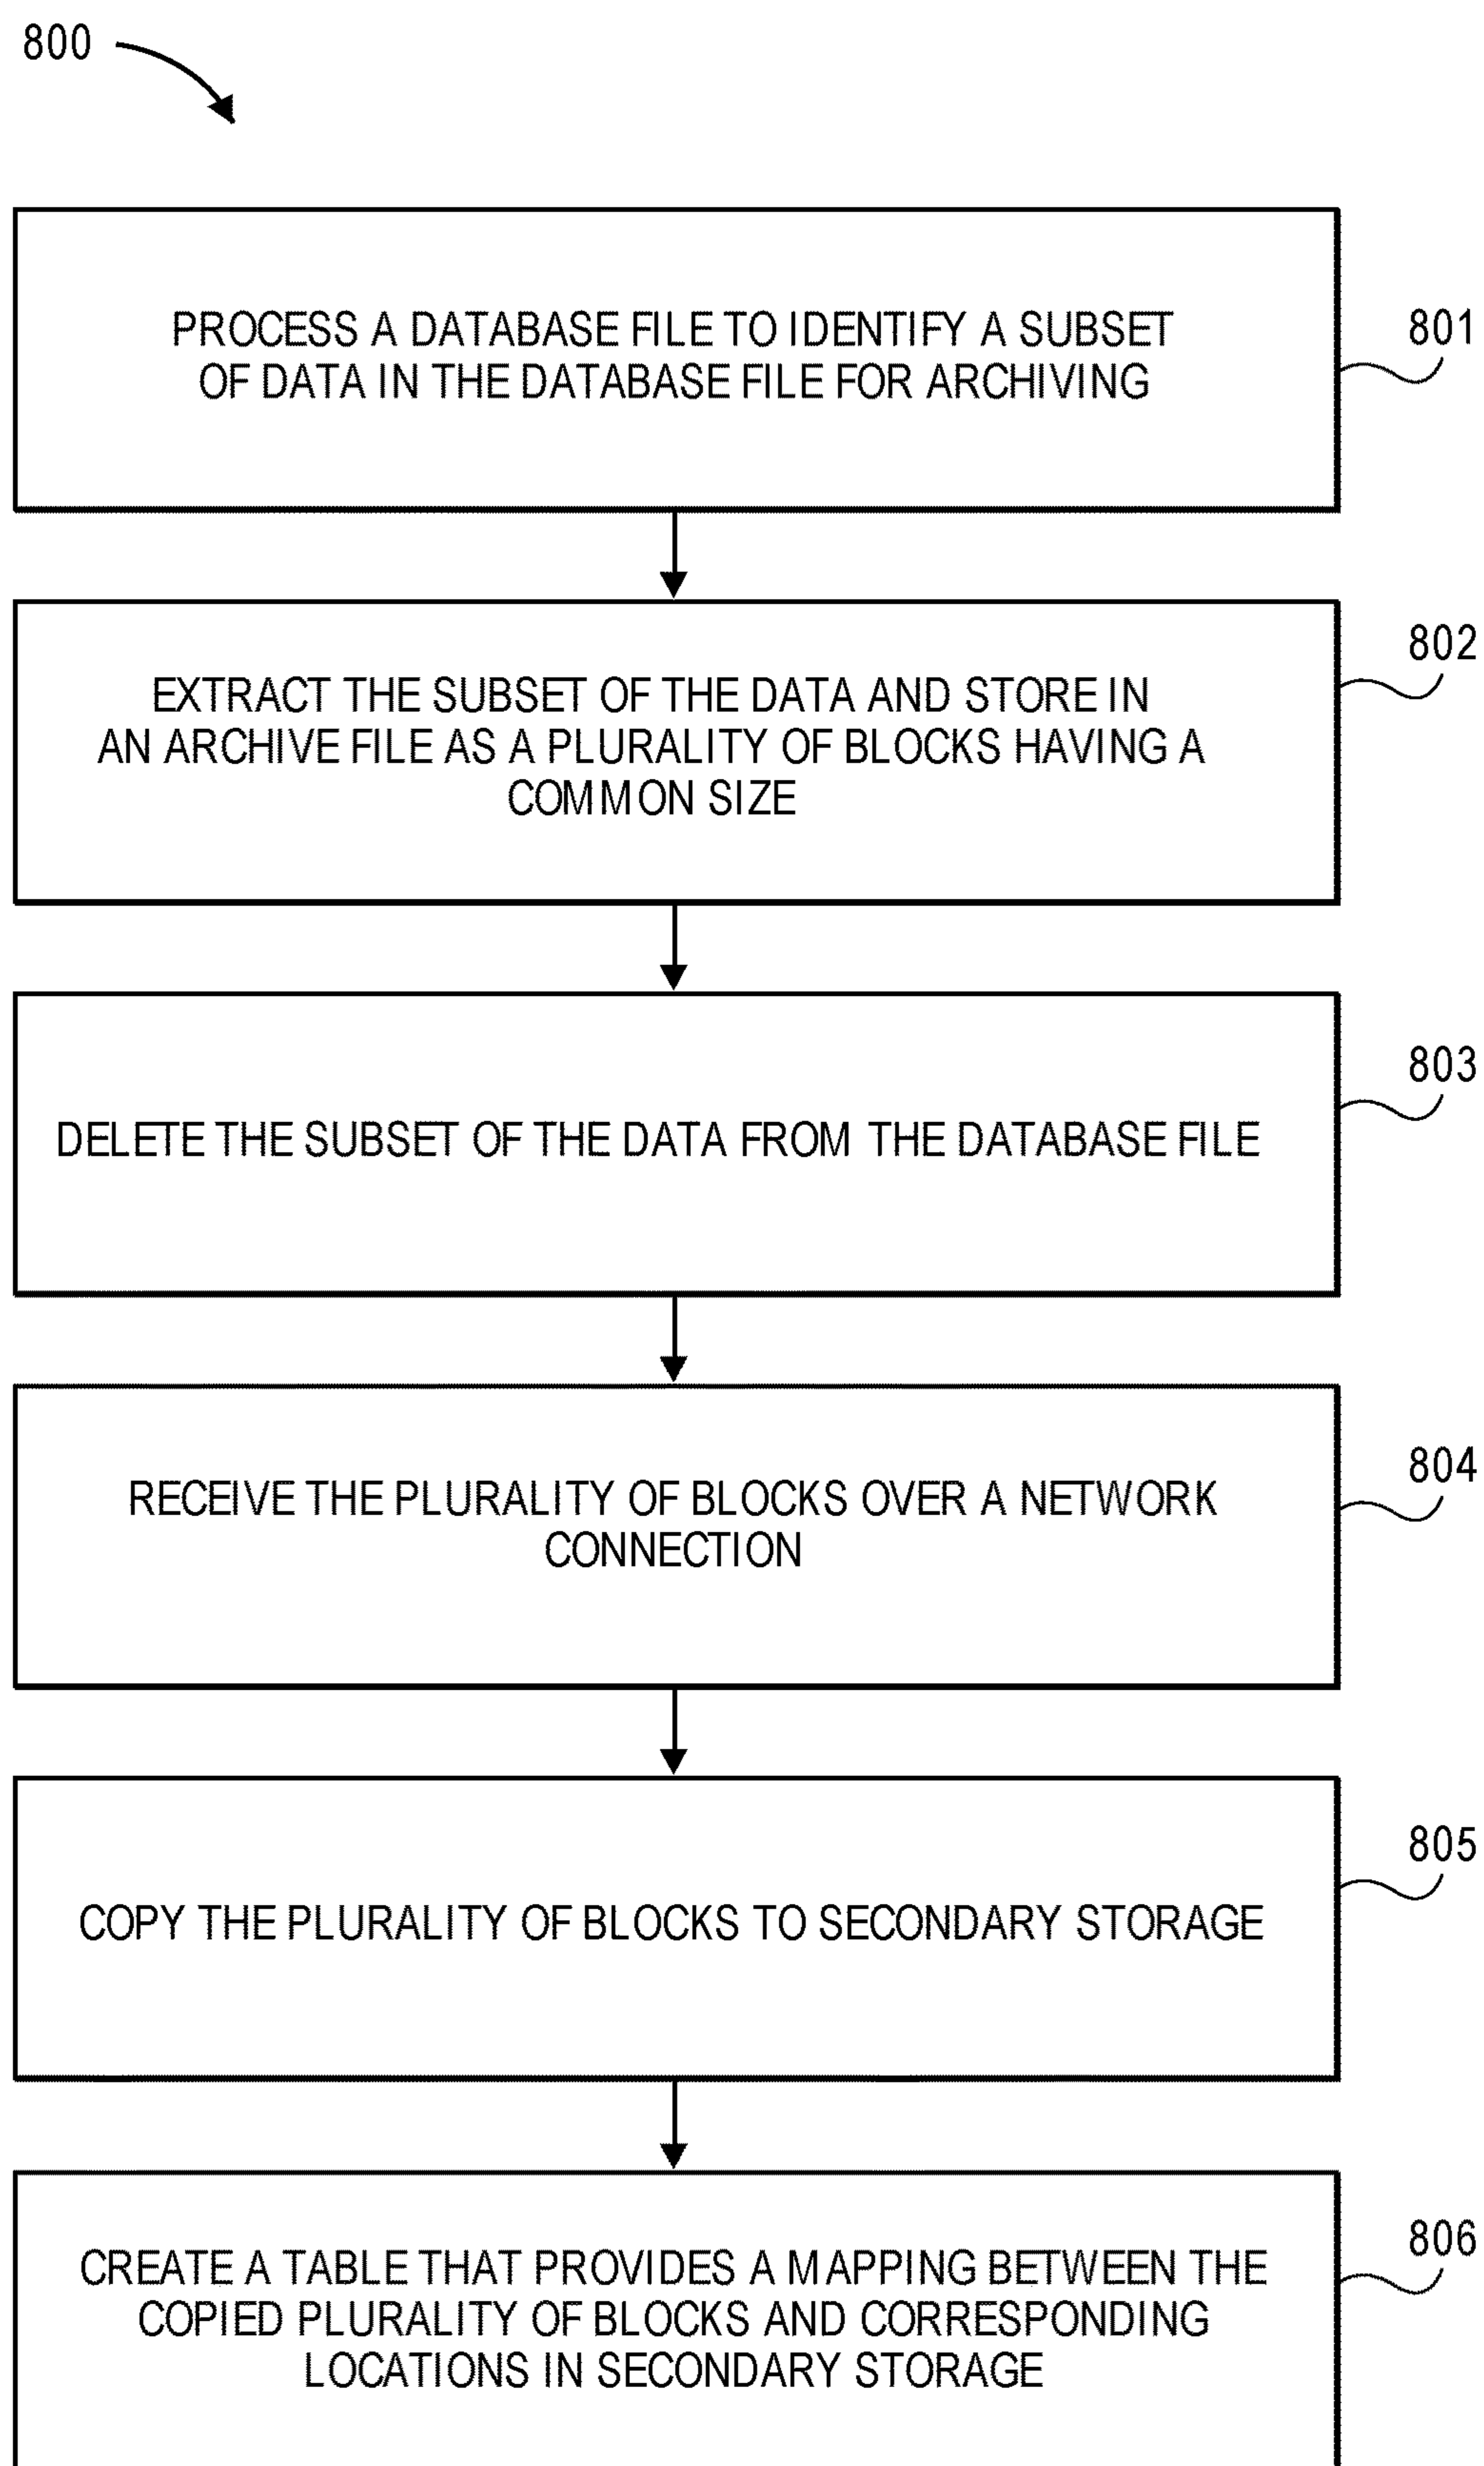 800
PROCESS A DATABASE FILE TO IDENTIFY A SUBSET
OF DATA IN THE DATABASE FILE FOR ARCHIVING
801
EXTRACT THE SUBSET OF THE DATA AND STORE IN
AN ARCHIVE FILE AS A PLURALITY OF BLOCKS HAVING A
COMMON SIZE
802
DELETE THE SUBSET OF THE DATA FROM THE DATABASE FILE
803
RECEIVE THE PLURALITY OF BLOCKS OVER A NETWORK
CONNECTION
804
COPY THE PLURALITY OF BLOCKS TO SECONDARY STORAGE
805
CREATE A TABLE THAT PROVIDES A MAPPING BETWEEN THE
COPIED PLURALITY OF BLOCKS AND CORRESPONDING
LOCATIONS IN SECONDARY STORAGE
806